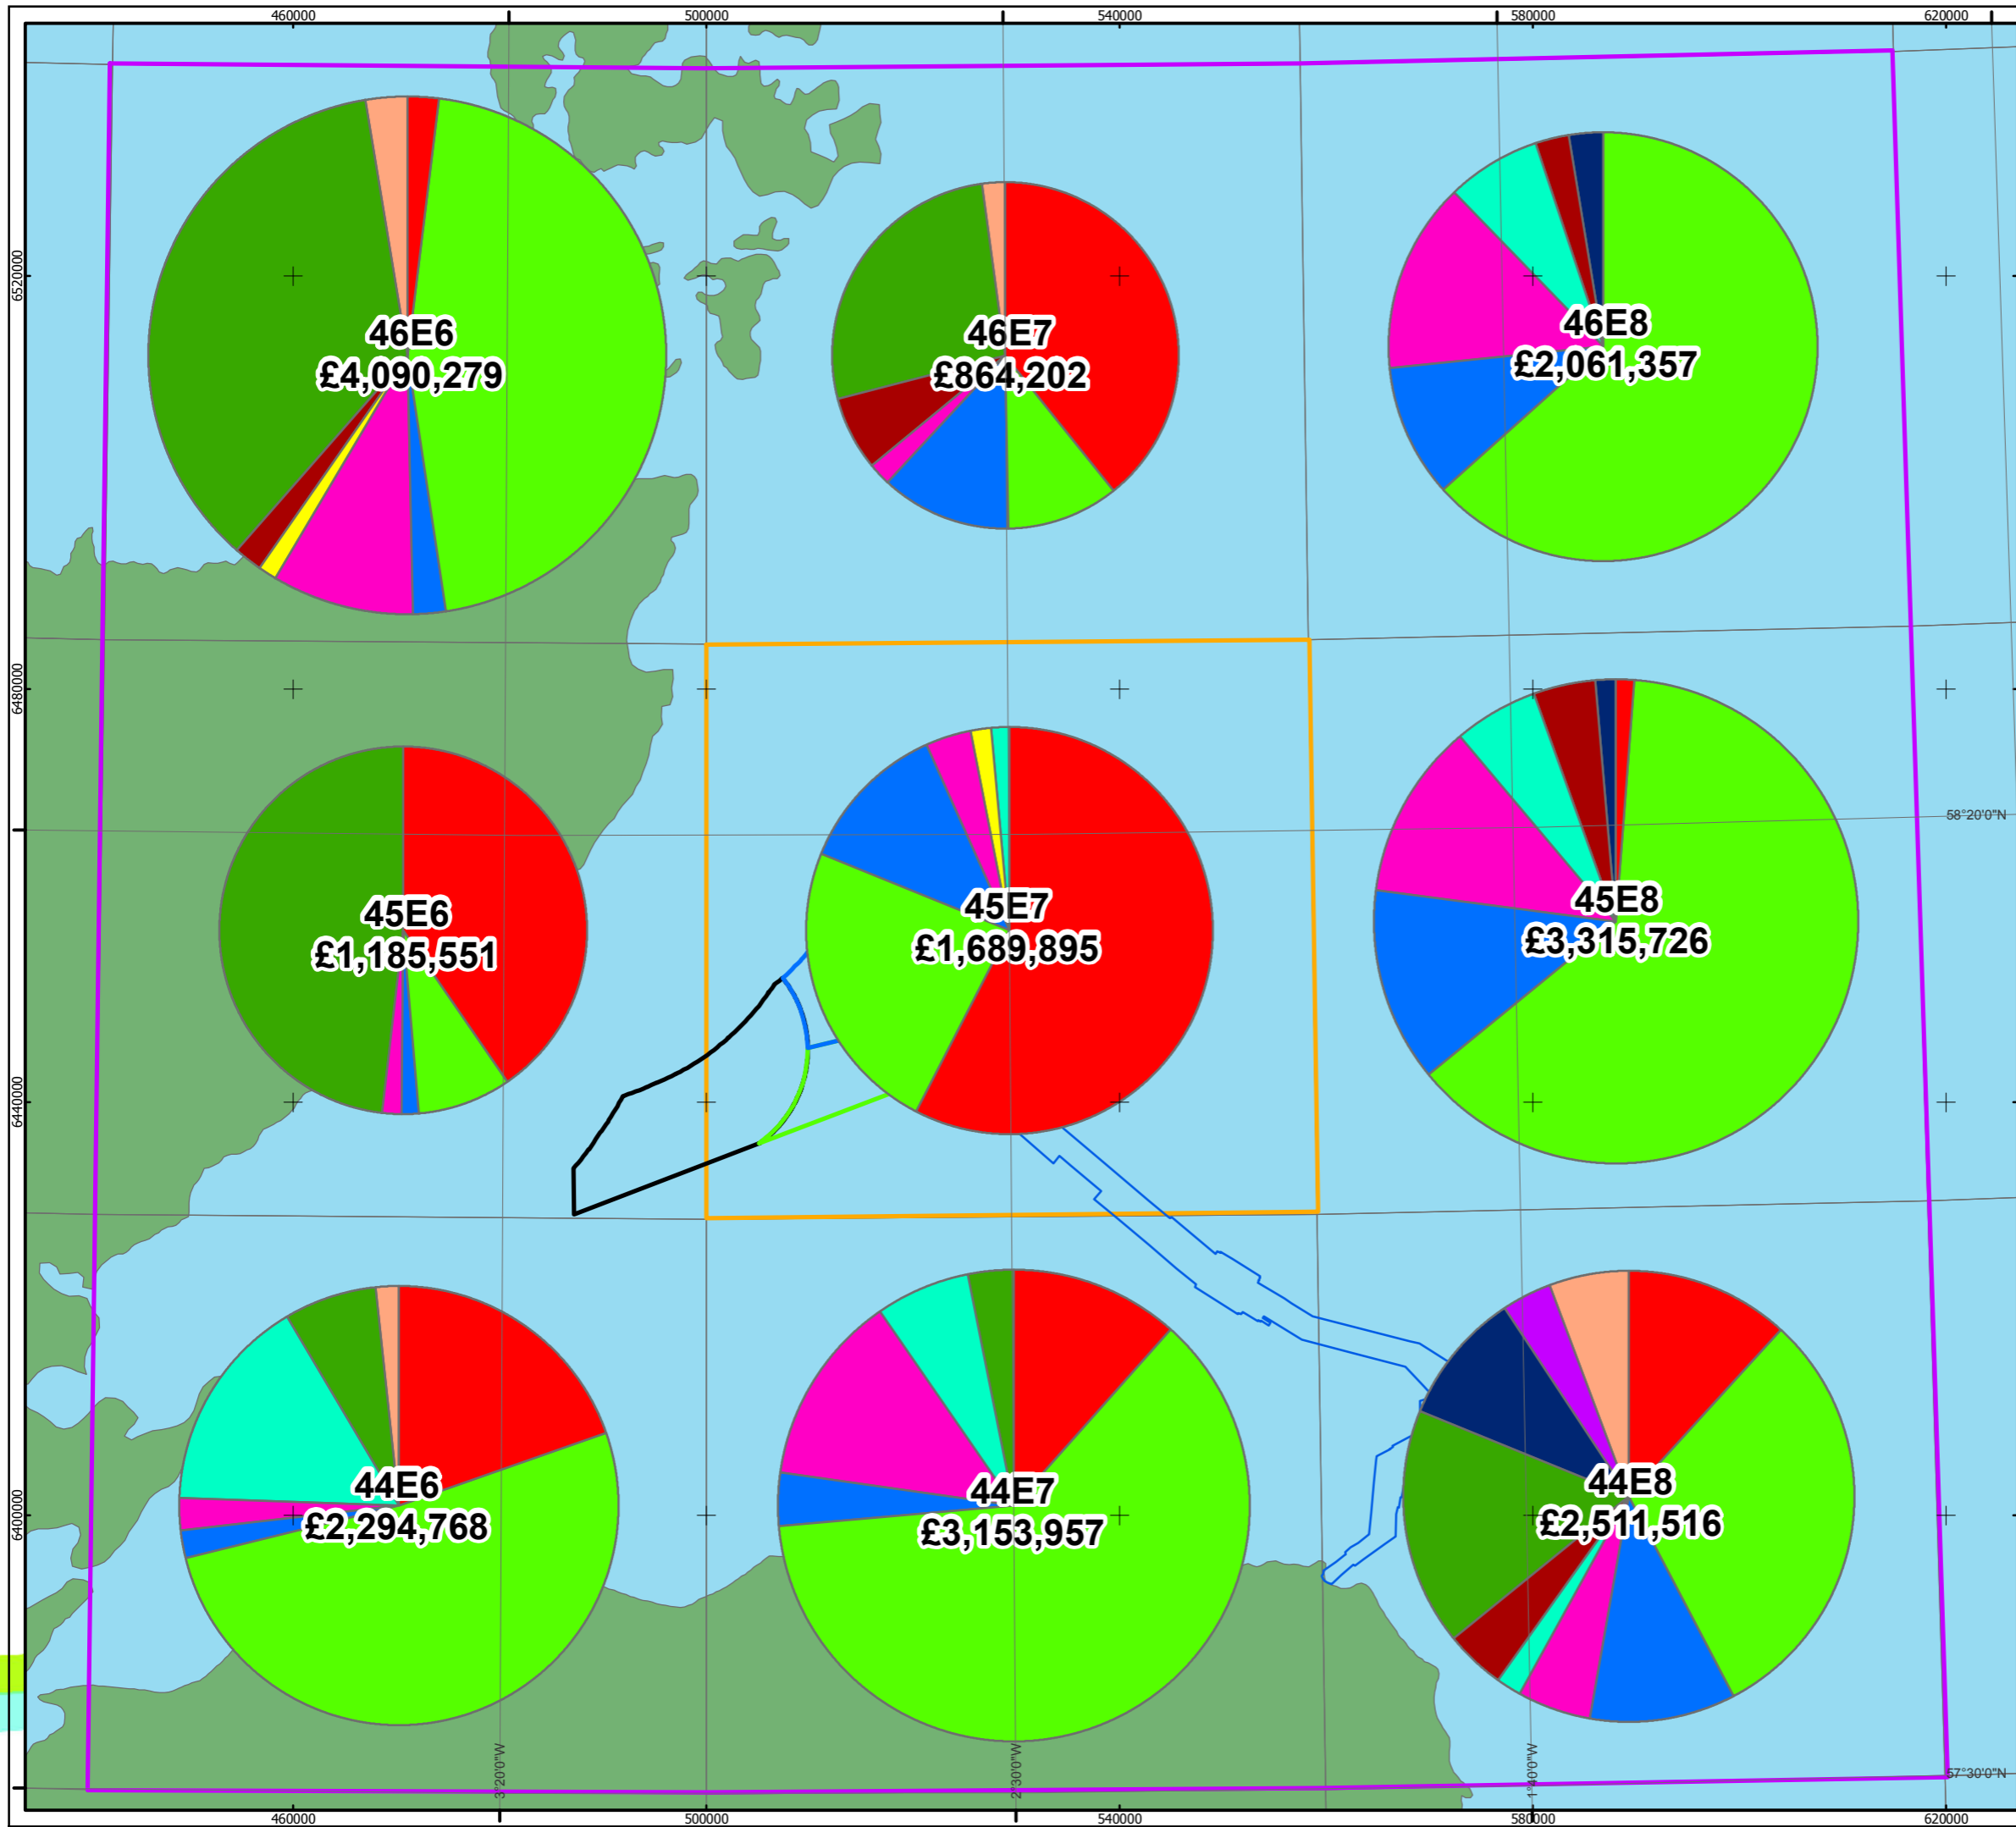 460000 500000 540000 580000 620000
6520000
46E6
£4,090,279
46E7
£864,202
46E8
£2,061,357
6480000
58°20'0"N
45E6
£1,185,551
45E7
£1,689,895
45E8
£3,315,726
6440000
44E6
£2,294,768
44E7
£3,153,957
44E8
£2,511,516
6400000
3°20'0"W
2°30'0"W
1°40'0"W
57°30'0"N
460000 500000 540000 580000 620000